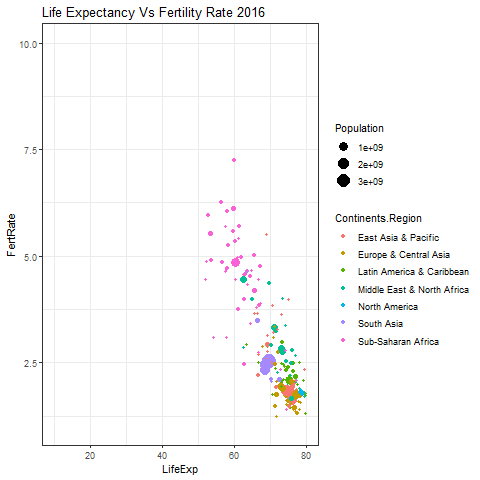 Life Expectancy Vs Fertility Rate 2016
10.0
7.5
5.0
2.5
FertRate
20
40
60
80
LifeExp
Population
1e+09
2e+09
3e+09
Continents.Region
East Asia & Pacific
Europe & Central Asia
Latin America & Caribbean
Middle East & North Africa
North America
South Asia
Sub-Saharan Africa